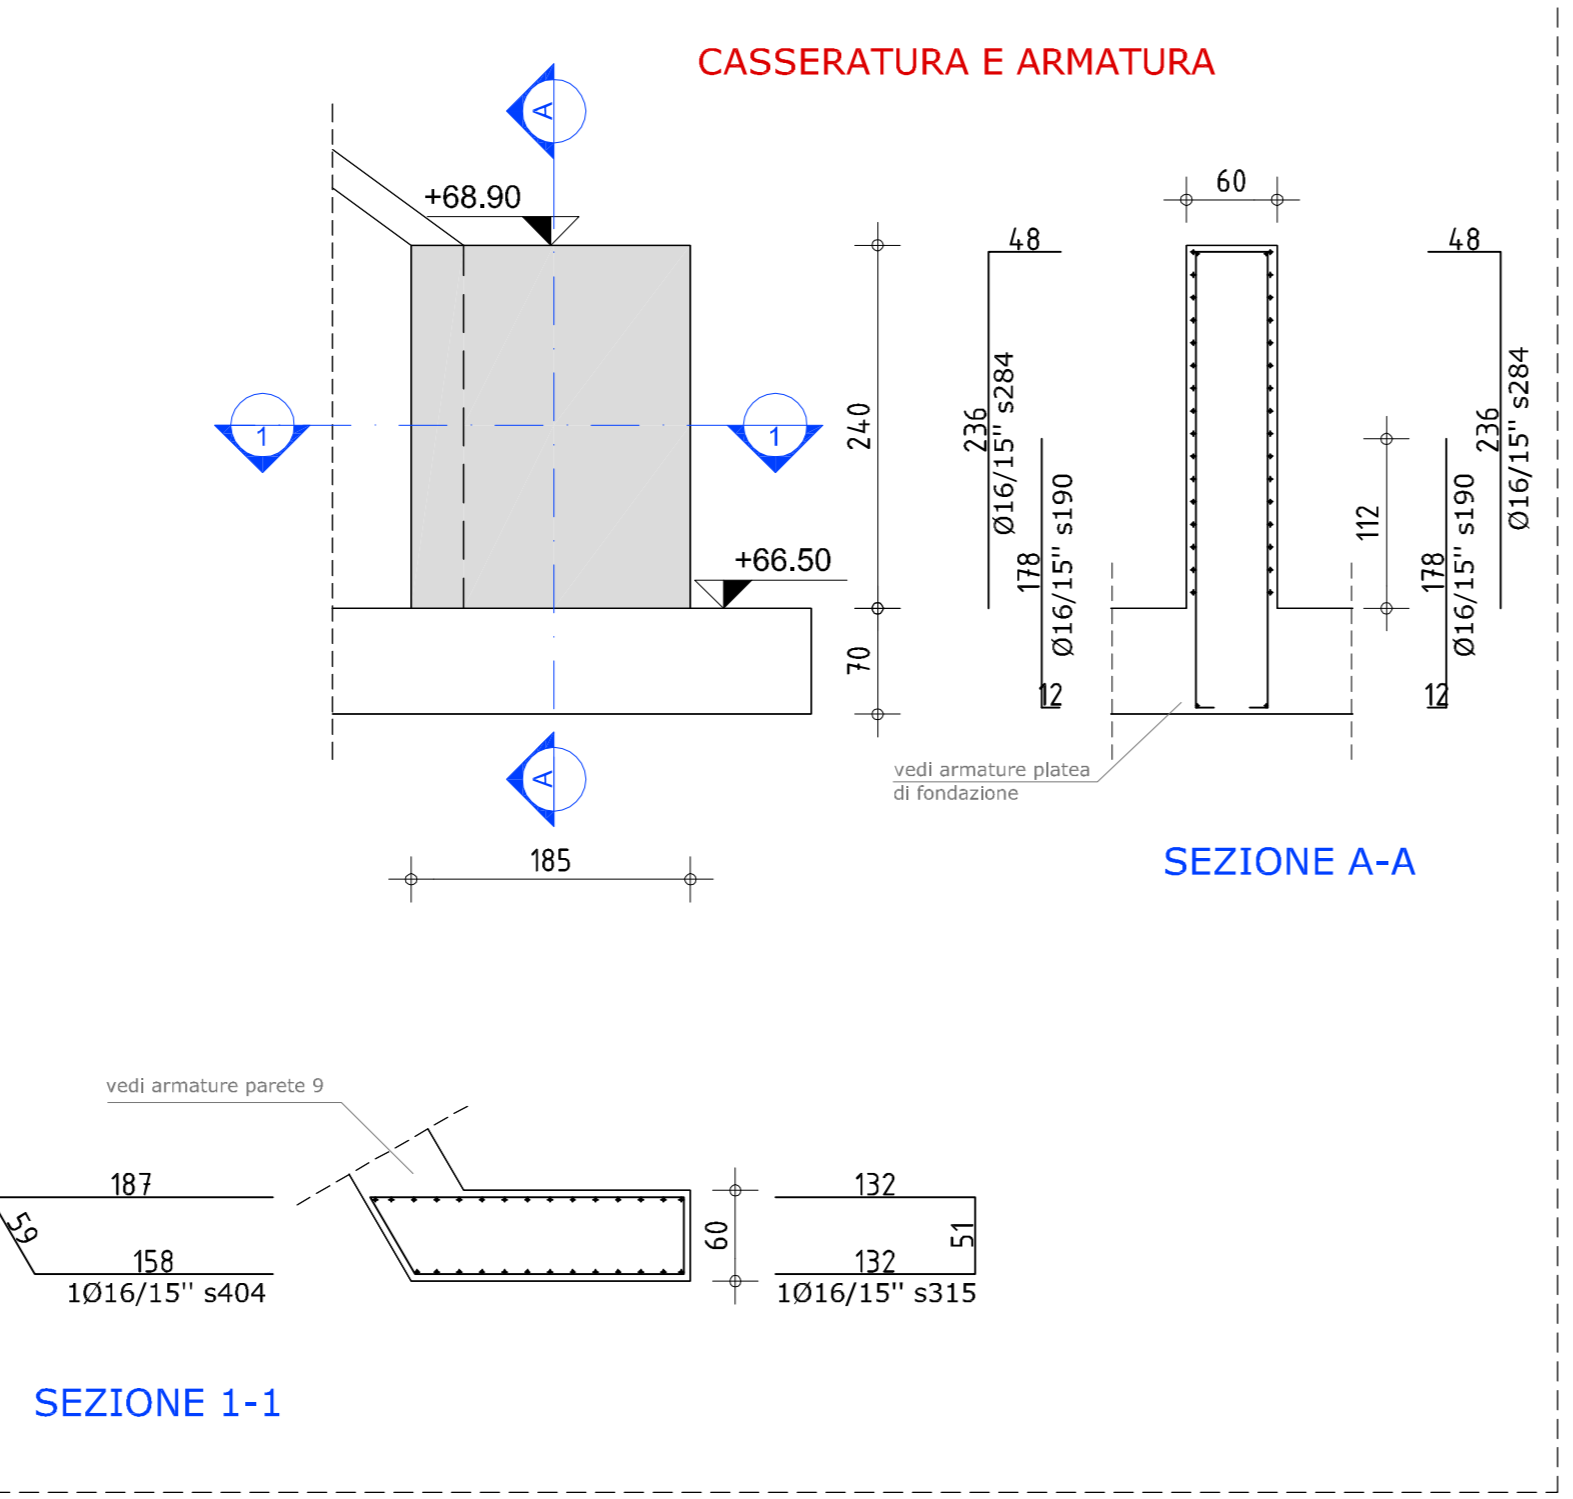 CASSERATURA E ARMATURA
A
+68.90
60
48
48
1
1
240
236
Ø16/15" s284
178
Ø16/15" s190
112
236
Ø16/15" s284
178
Ø16/15" s190
+66.50
70
12
12
A
vedi armature platea
di fondazione
185
SEZIONE A-A
vedi armature parete 9
187
59
158
1Ø16/15" s404
60
132
51
132
1Ø16/15" s315
SEZIONE 1-1